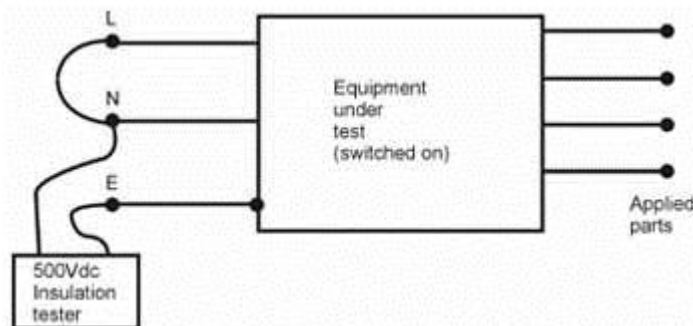 L
N
E
Equipment
under
test
(switched on)
Applied
parts
500Vdc
Insulation
tester